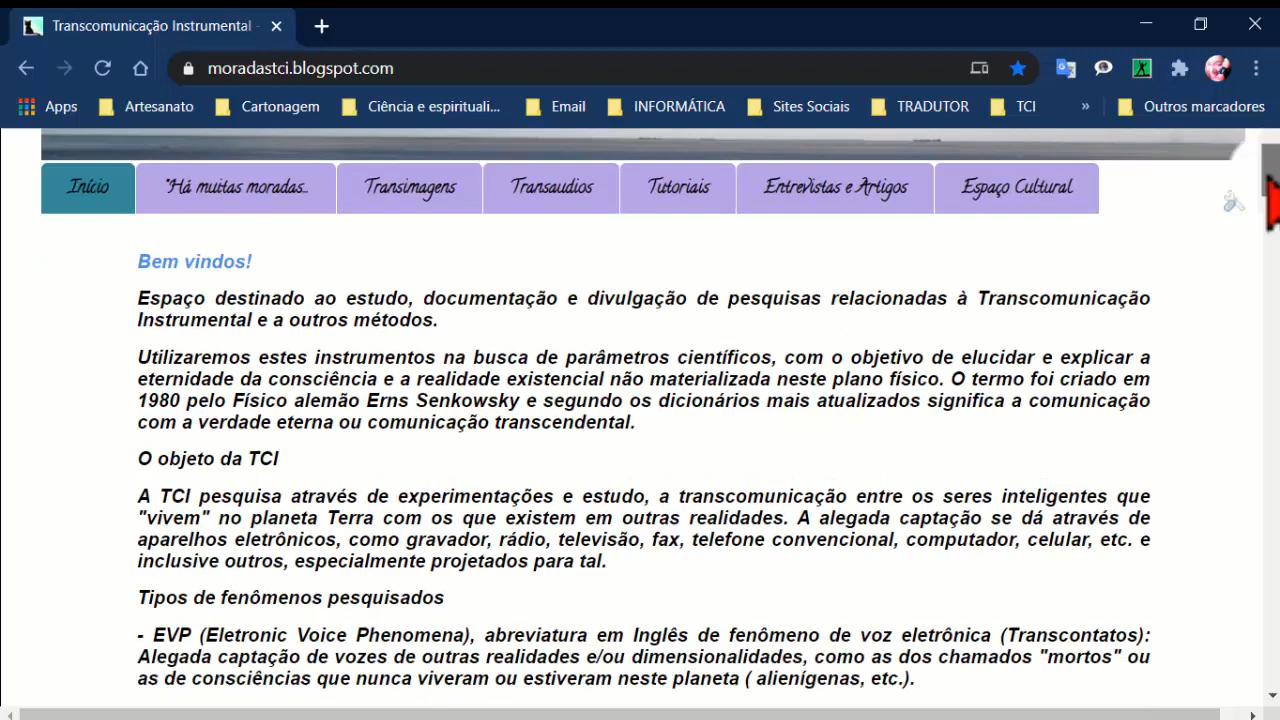 Transcomunicação Instrumental -
moradastci.blogspot.com
Apps Artesanato Cartonagem Ciência e espirituali... Email INFORMÁTICA Sites Sociais TRADUTOR TCI » Outros marcadores
Início "Há muitas moradas... Transimagens Transaudios Tutoriais Entrevistas e Artigos Espaço Cultural
Bem vindos!
Espaço destinado ao estudo, documentação e divulgação de pesquisas relacionadas à Transcomunicação
Instrumental e a outros métodos.
Utilizaremos estes instrumentos na busca de parâmetros científicos, com o objetivo de elucidar e explicar a
eternidade da consciência e a realidade existencial não materializada neste plano físico. O termo foi criado em
1980 pelo Físico alemão Erns Senkowsky e segundo os dicionários mais atualizados significa a comunicação
com a verdade eterna ou comunicação transcendental.
O objeto da TCI
A TCI pesquisa através de experimentações e estudo, a transcomunicação entre os seres inteligentes que
"vivem" no planeta Terra com os que existem em outras realidades. A alegada captação se dá através de
aparelhos eletrônicos, como gravador, rádio, televisão, fax, telefone convencional, computador, celular, etc. e
inclusive outros, especialmente projetados para tal.
Tipos de fenômenos pesquisados
- EVP (Eletronic Voice Phenomena), abreviatura em Inglês de fenômeno de voz eletrônica (Transcontatos):
Alegada captação de vozes de outras realidades e/ou dimensionalidades, como as dos chamados "mortos" ou
as de consciências que nunca viveram ou estiveram neste planeta ( alienígenas, etc.).